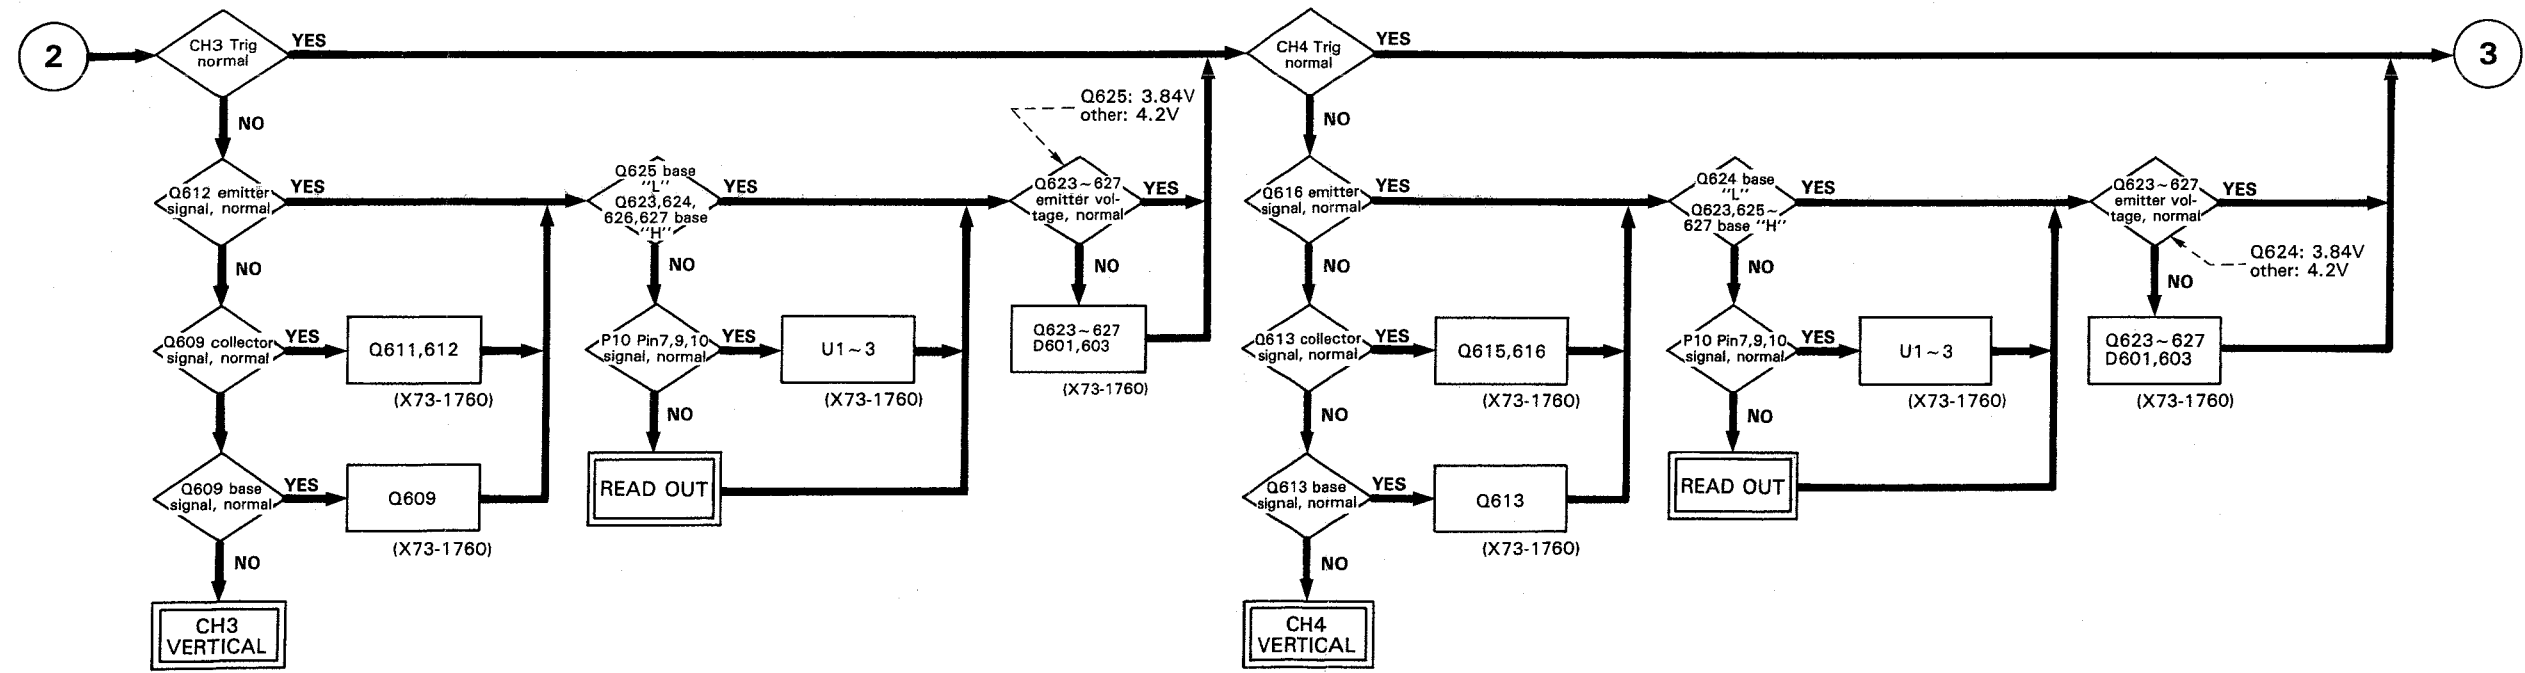 2
CH3 Trig
normal
YES
NO
Q612 emitter
signal, normal
YES
NO
Q609 collector
signal, normal
YES
Q611,612
(X73-1760)
Q609 base
signal, normal
YES
Q609
(X73-1760)
NO
CH3
VERTICAL
Q625 base
"L"
Q623,624,
626,627 base
"H"
YES
NO
P10 Pin7,9,10
signal, normal
YES
U1~3
(X73-1760)
NO
READ OUT
Q625: 3.84V
other: 4.2V
Q623~627
emitter vol-
tage, normal
YES
NO
Q623~627
D601,603
(X73-1760)
CH4 Trig
normal
YES
NO
Q616 emitter
signal, normal
YES
NO
Q613 collector
signal, normal
YES
Q615,616
(X73-1760)
NO
Q613 base
signal, normal
YES
Q613
(X73-1760)
NO
CH4
VERTICAL
Q624 base
"L"
Q623,625~
627 base "H"
YES
NO
P10 Pin7,9,10
signal, normal
YES
U1~3
(X73-1760)
NO
READ OUT
Q623~627
emitter vol-
tage, normal
YES
Q624: 3.84V
other: 4.2V
NO
Q623~627
D601,603
(X73-1760)
3